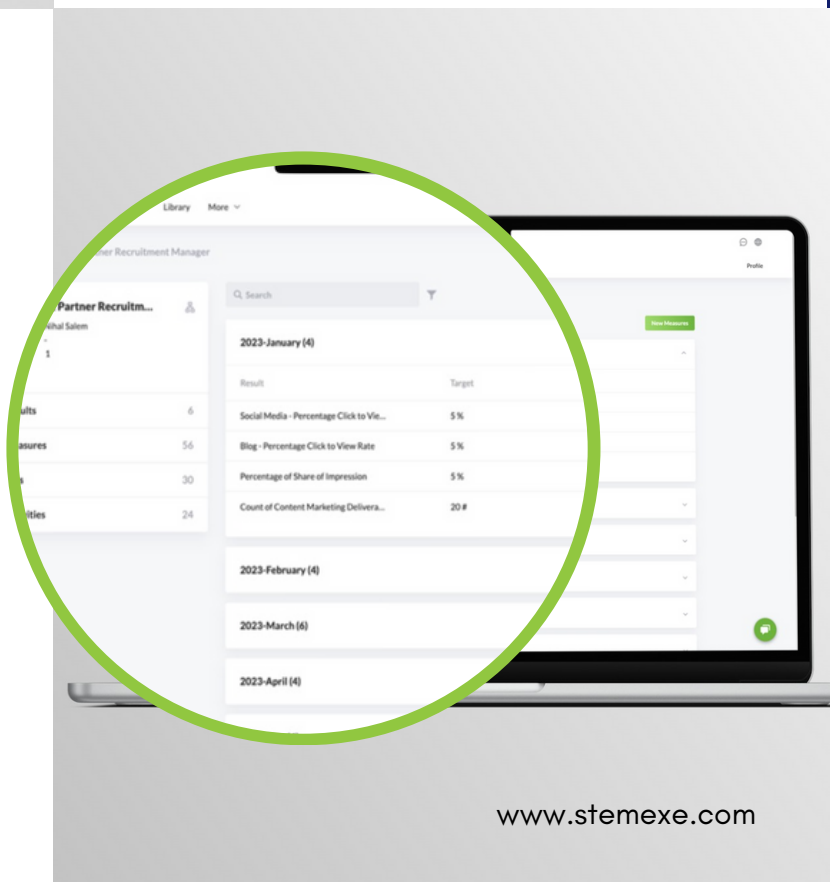 Library More
Recruitment Manager
Profile
Partner Recruitm...
Nihal Salem
-
1
Search
New Measures
2023-January (4)
Result Target
Social Media - Percentage Click to Vie... 5 %
Blog - Percentage Click to View Rate 5 %
Percentage of Share of Impression 5 %
Count of Content Marketing Delivera... 20 #
6
56
30
24
2023-February (4)
2023-March (6)
2023-April (4)
www.stemexe.com